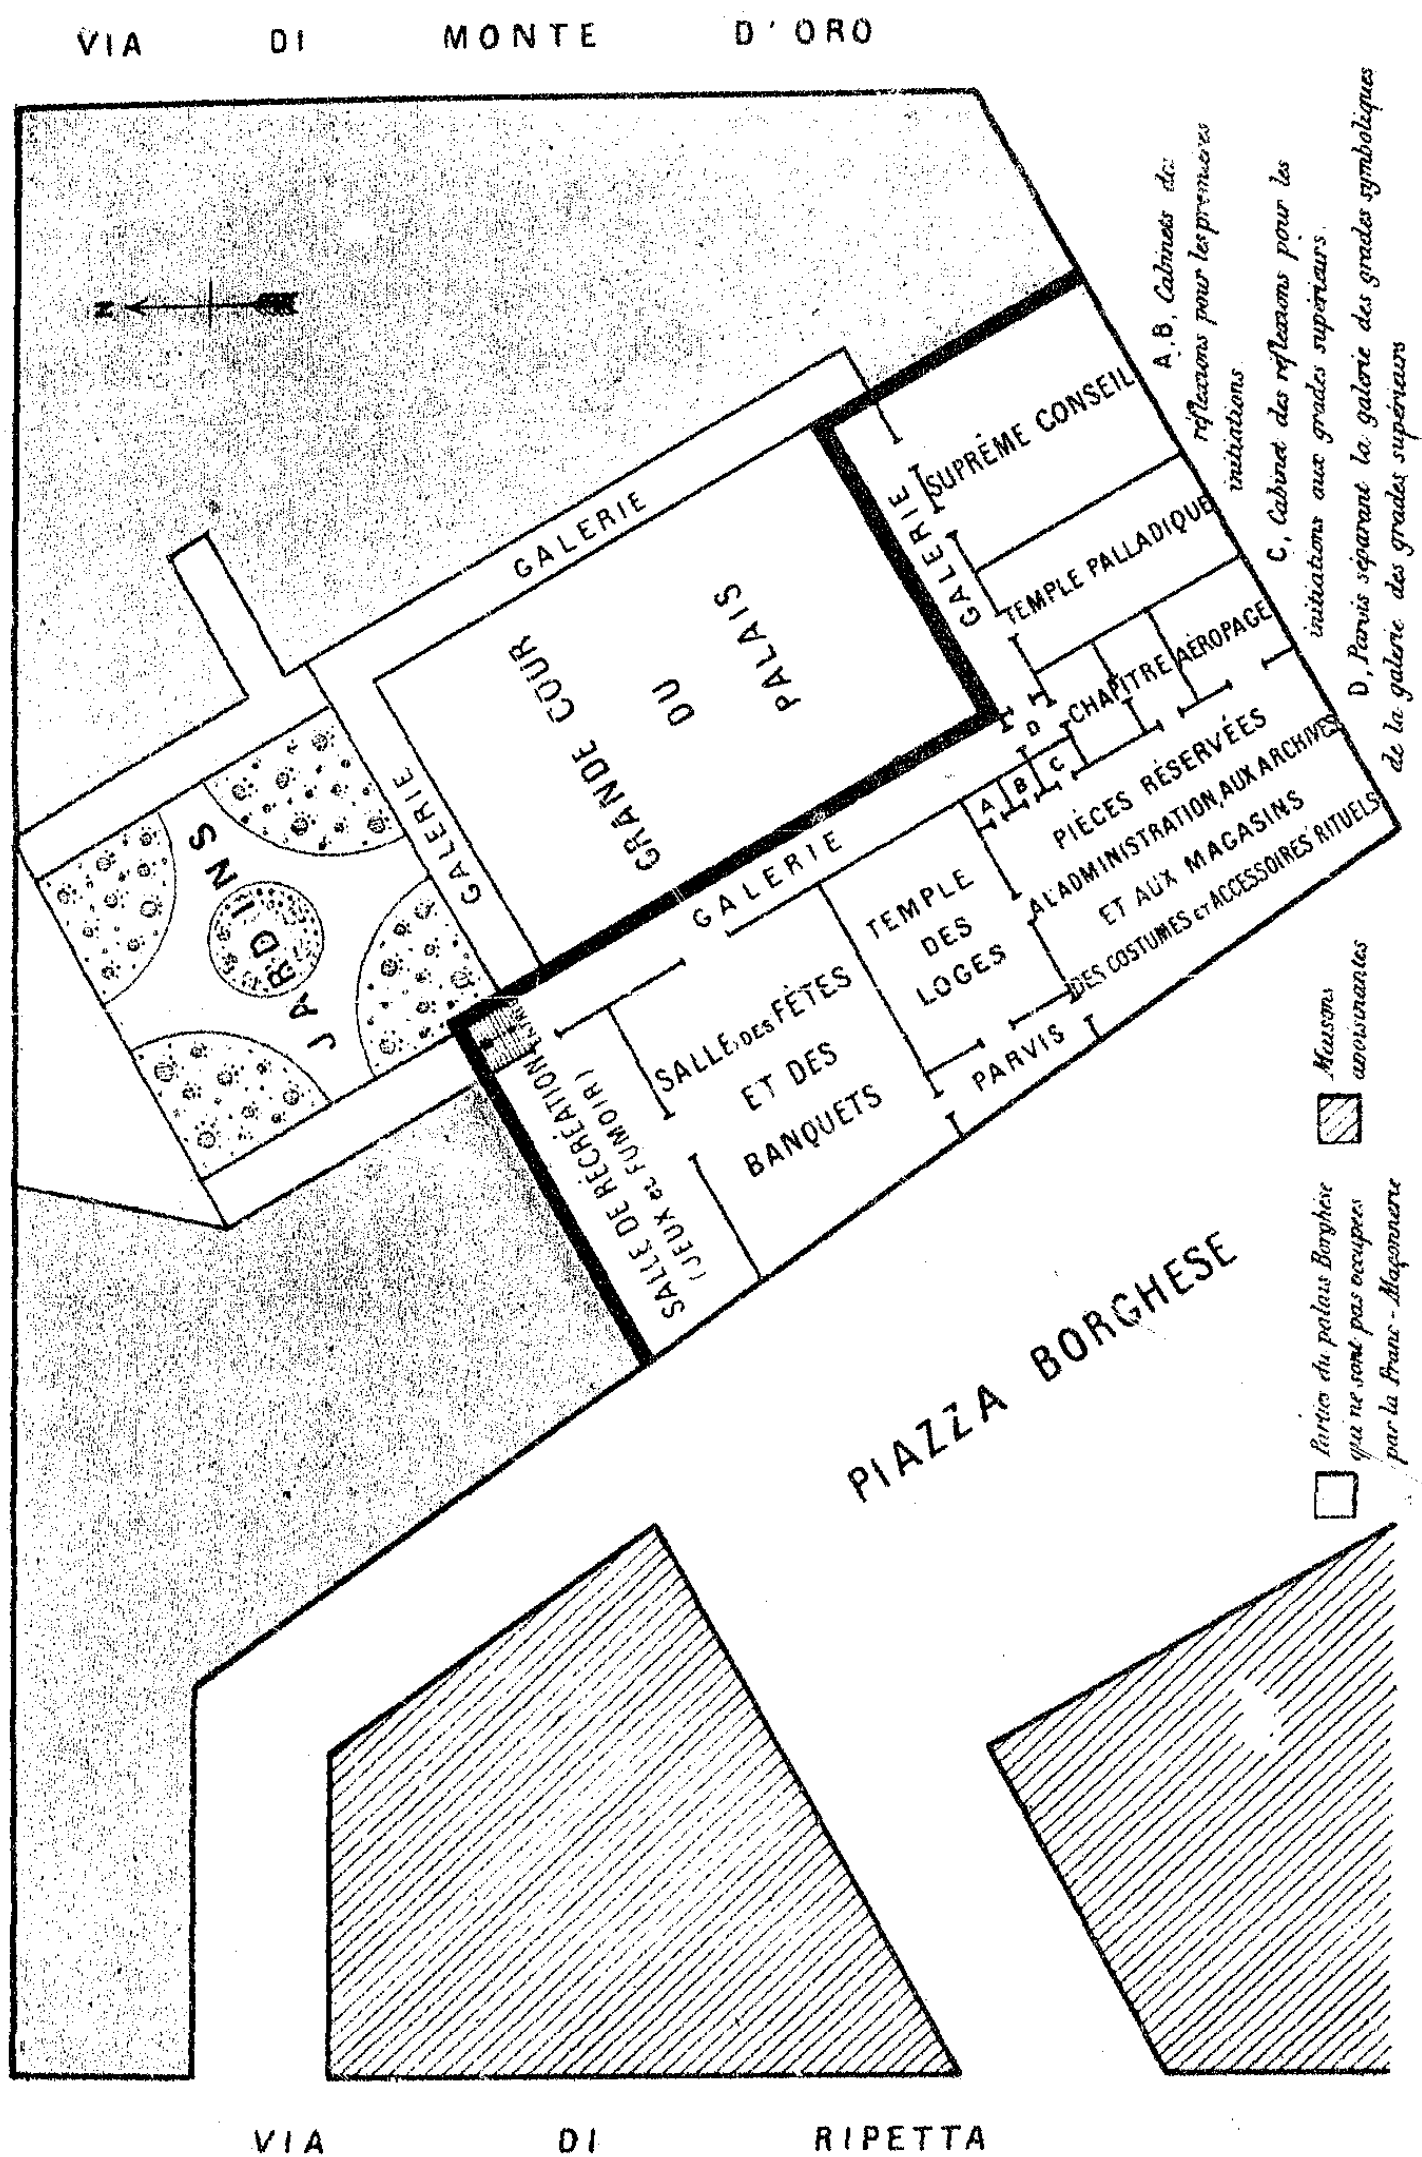 VIA DI MONTE D'ORO
N
JARDINS
GALERIE
GALERIE
GRANDE COUR
DU
PALAIS
GALERIE
GALERIE
SUPRÊME CONSEIL
TEMPLE PALLADIQUE
AÉROPAGE
CHAPITRE
D
C
B
A
PIÈCES RÉSERVÉES
A L'ADMINISTRATION, AUX ARCHIVES
ET AUX MAGASINS
DES COSTUMES ET ACCESSOIRES RITUELS
TEMPLE
DES
LOGES
PARVIS
SALLE DES FÊTES
ET DES
BANQUETS
SALLE DE RÉCRÉATION
(JEUX et FUMOIR)
PIAZZA BORGHESE
VIA DI RIPETTA
A, B, Cabinets des
réflexions pour les premières
initiations
C, Cabinet des réflexions pour les
initiations aux grades supérieurs.
D, Parvis séparant la galerie des grades symboliques
de la galerie des grades supérieurs
Parties du palais Borghèse
qui ne sont pas occupées
par la Franc-Maçonnerie
Maisons
avoisinantes